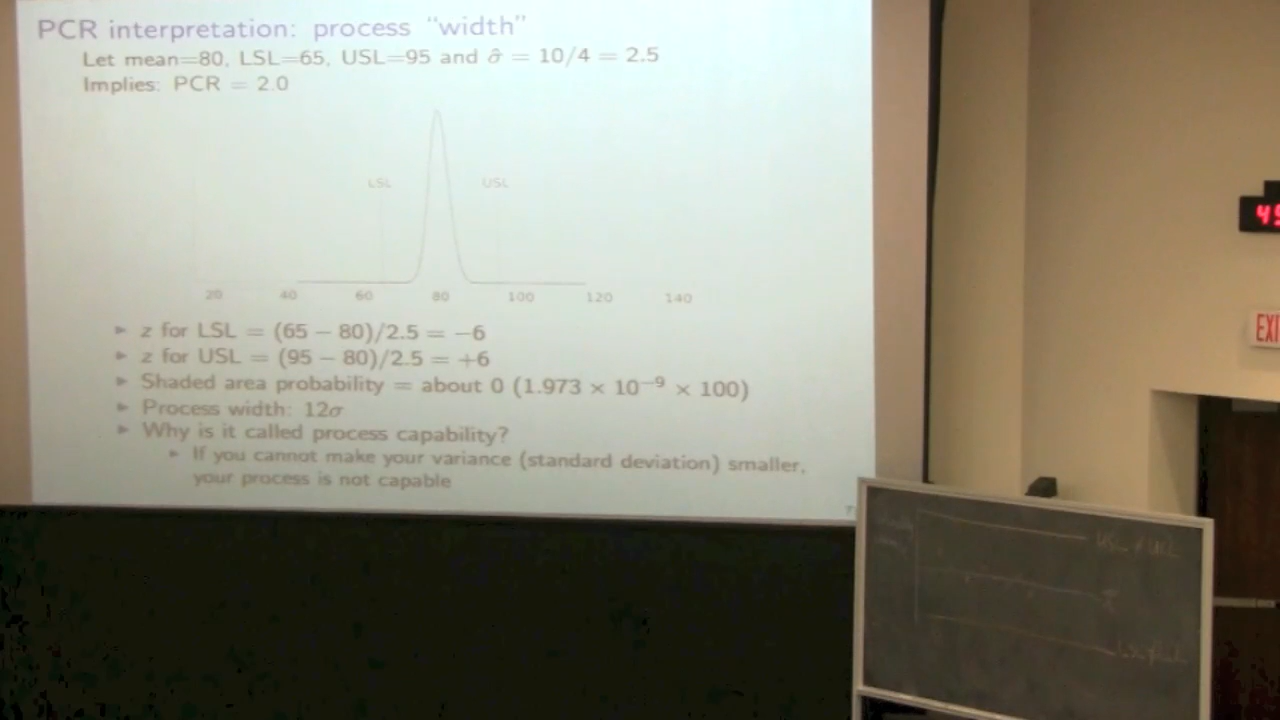 PCR interpretation: process “width”
Let mean=80, LSL=65, USL=95 and σ̂ = 10/4 = 2.5
Implies: PCR = 2.0
LSL USL
20 40 60 80 100 120 140
► z for LSL = (65 − 80)/2.5 = −6
► z for USL = (95 − 80)/2.5 = +6
► Shaded area probability = about 0 (1.973 × 10⁻⁹ × 100)
► Process width: 12σ
► Why is it called process capability?
► If you cannot make your variance (standard deviation) smaller,
your process is not capable
USL ≠ UCL